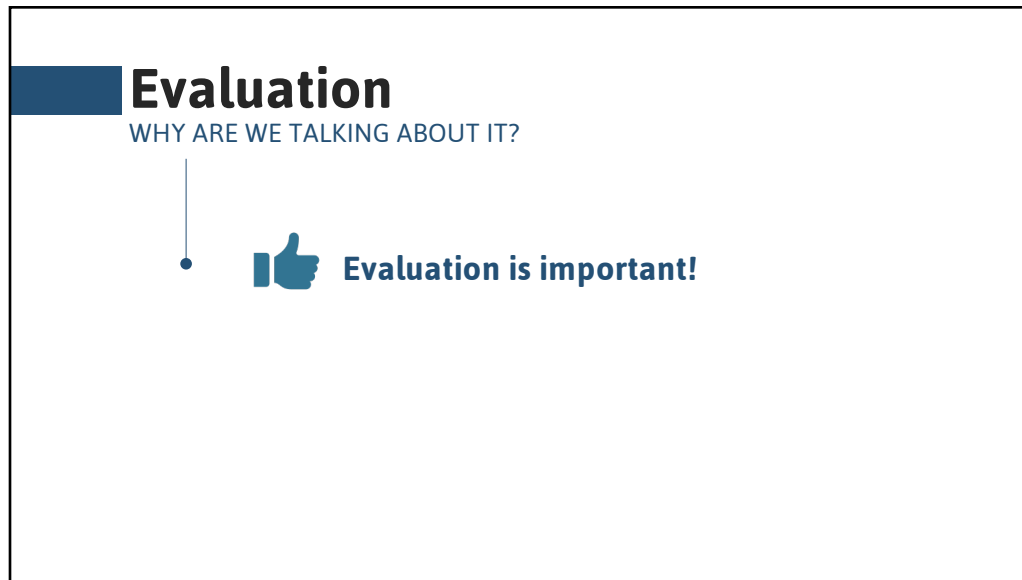 Evaluation
WHY ARE WE TALKING ABOUT IT?
Evaluation is important!